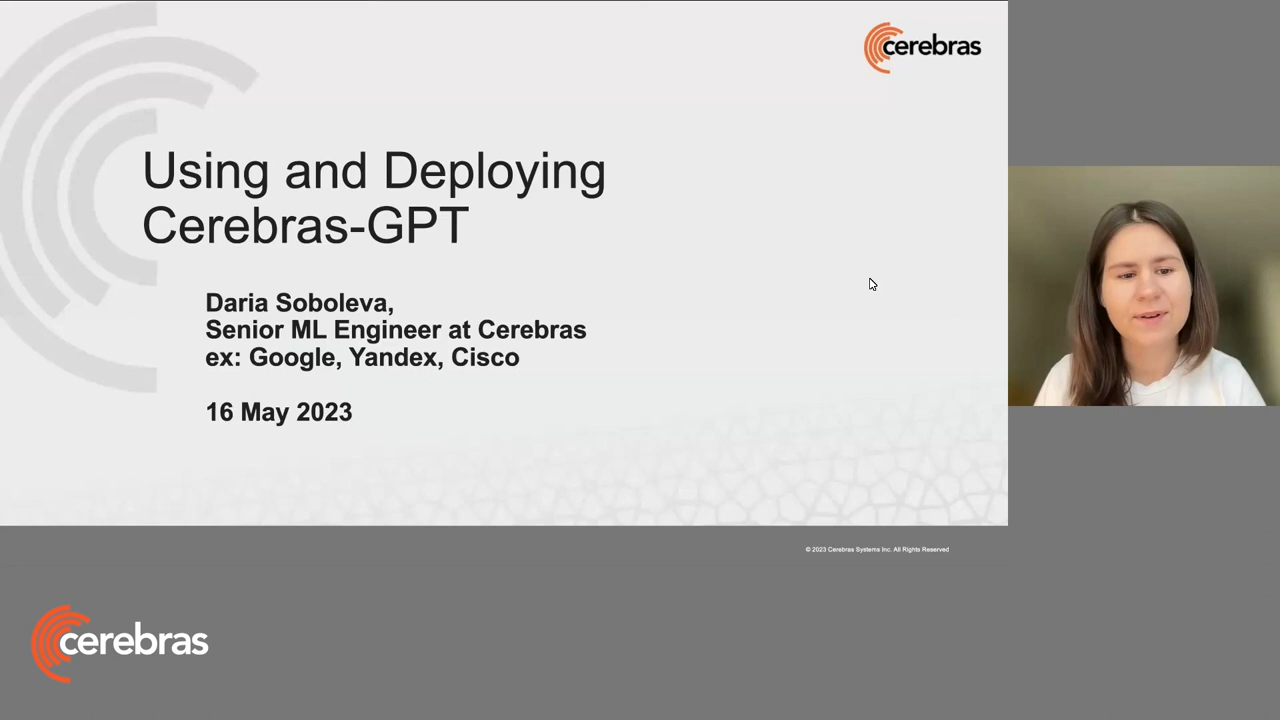 cerebras
Using and Deploying
Cerebras-GPT
Daria Soboleva,
Senior ML Engineer at Cerebras
ex: Google, Yandex, Cisco
16 May 2023
© 2023 Cerebras Systems Inc. All Rights Reserved
cerebras